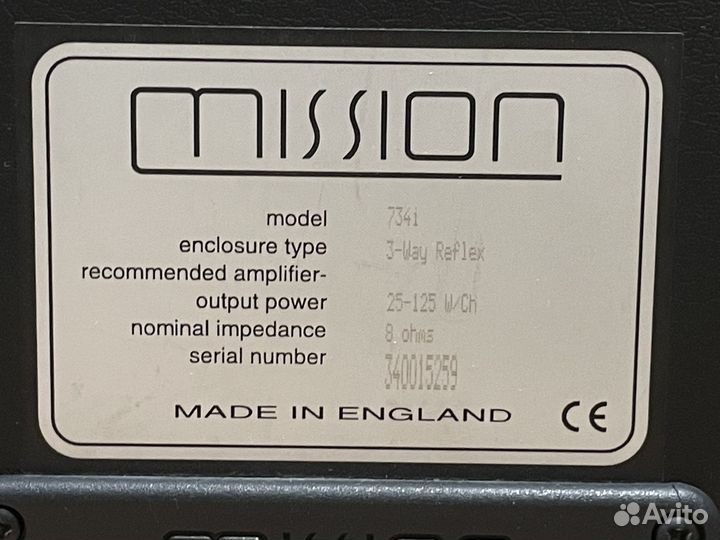 mission
model 734i
enclosure type 3-Way Reflex
recommended amplifier-
output power 25-125 W/Ch
nominal impedance 8 ohms
serial number 340015259
MADE IN ENGLAND CE
Avito